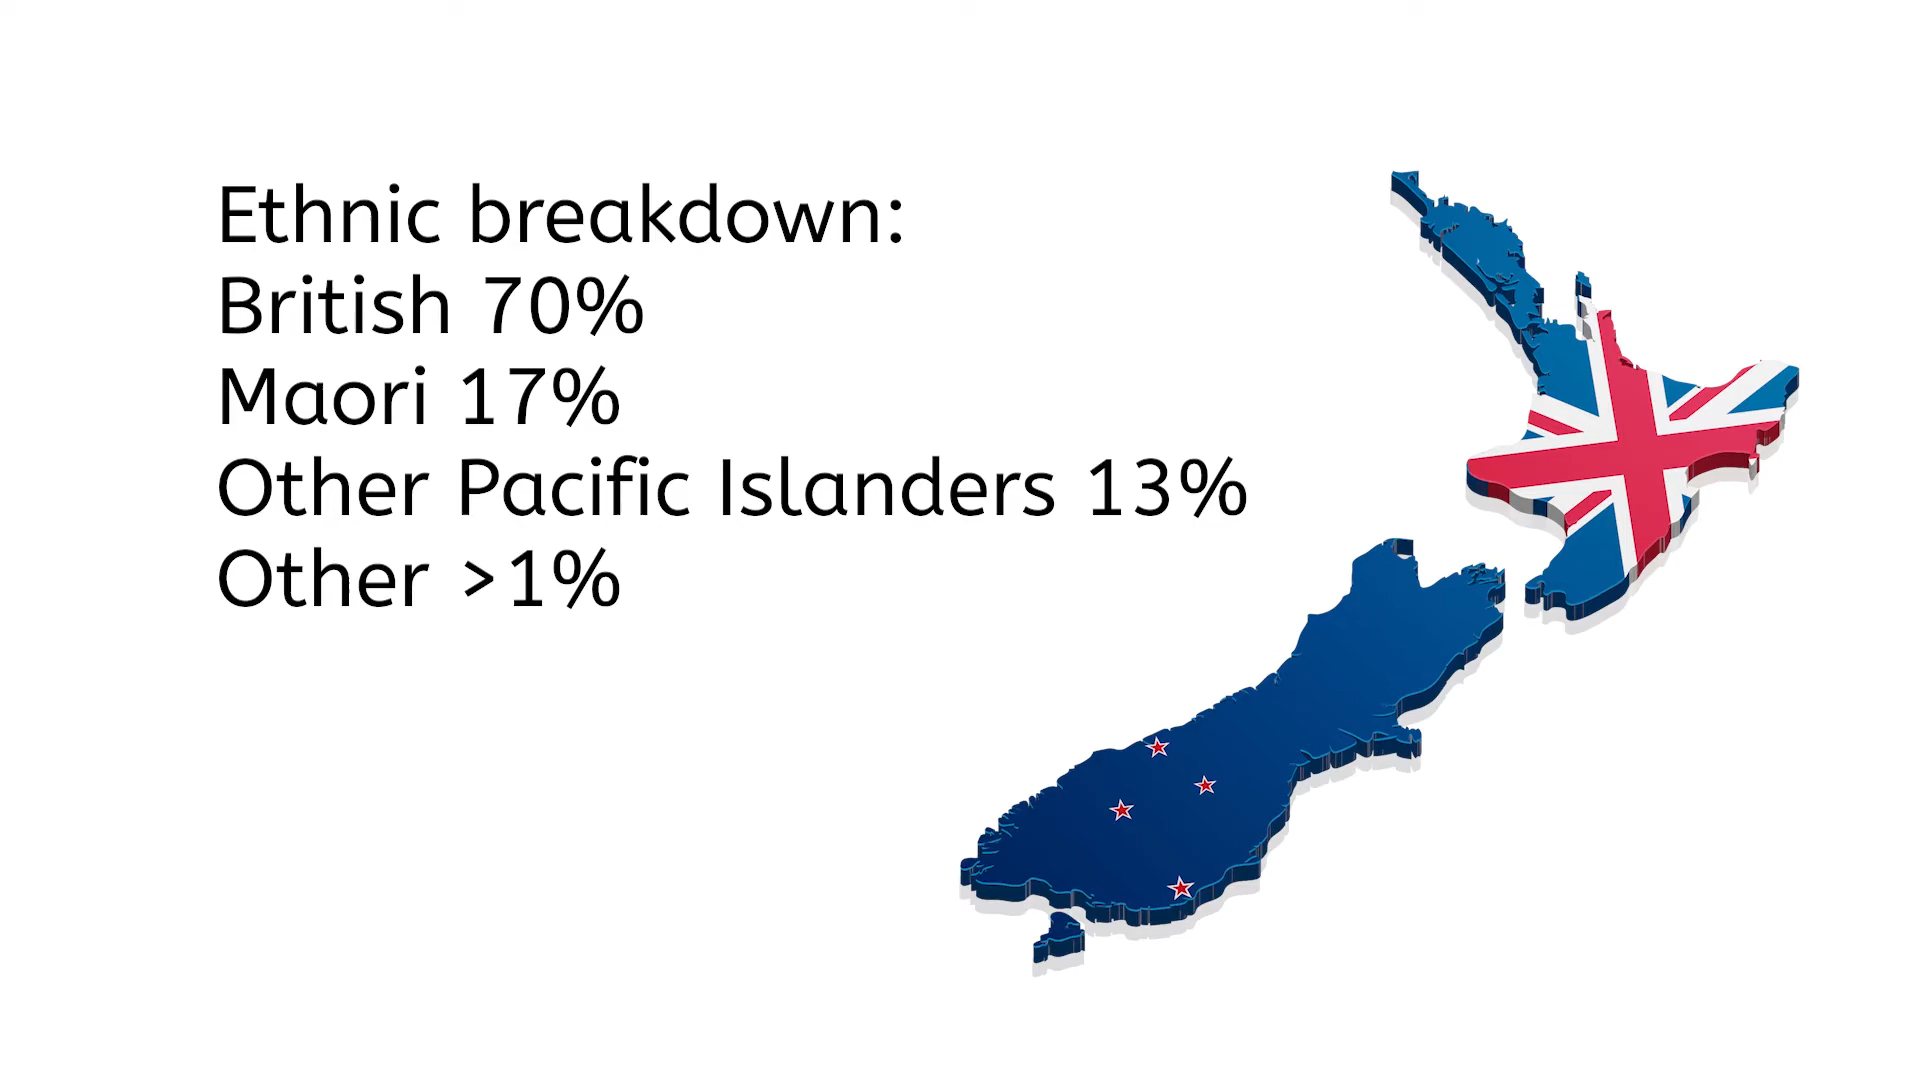 Ethnic breakdown:
British 70%
Maori 17%
Other Pacific Islanders 13%
Other >1%